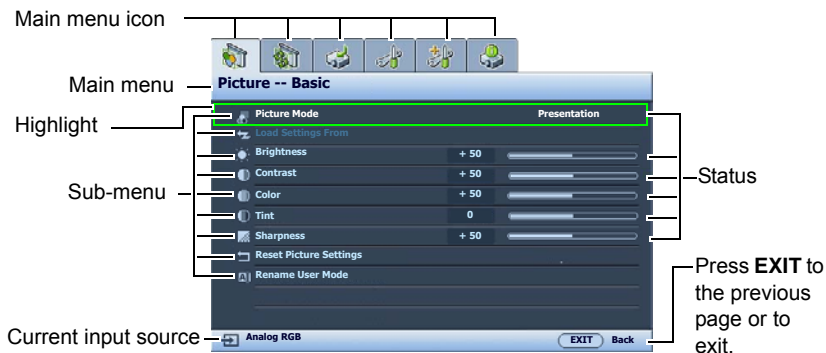 Main menu icon
Main menu
Picture -- Basic
Highlight
Picture Mode Presentation
Load Settings From
Brightness + 50
Contrast + 50
Status
Sub-menu
Color + 50
Tint 0
Sharpness + 50
Reset Picture Settings
Rename User Mode
Press EXIT to
the previous
page or to
exit.
Current input source
Analog RGB
EXIT Back